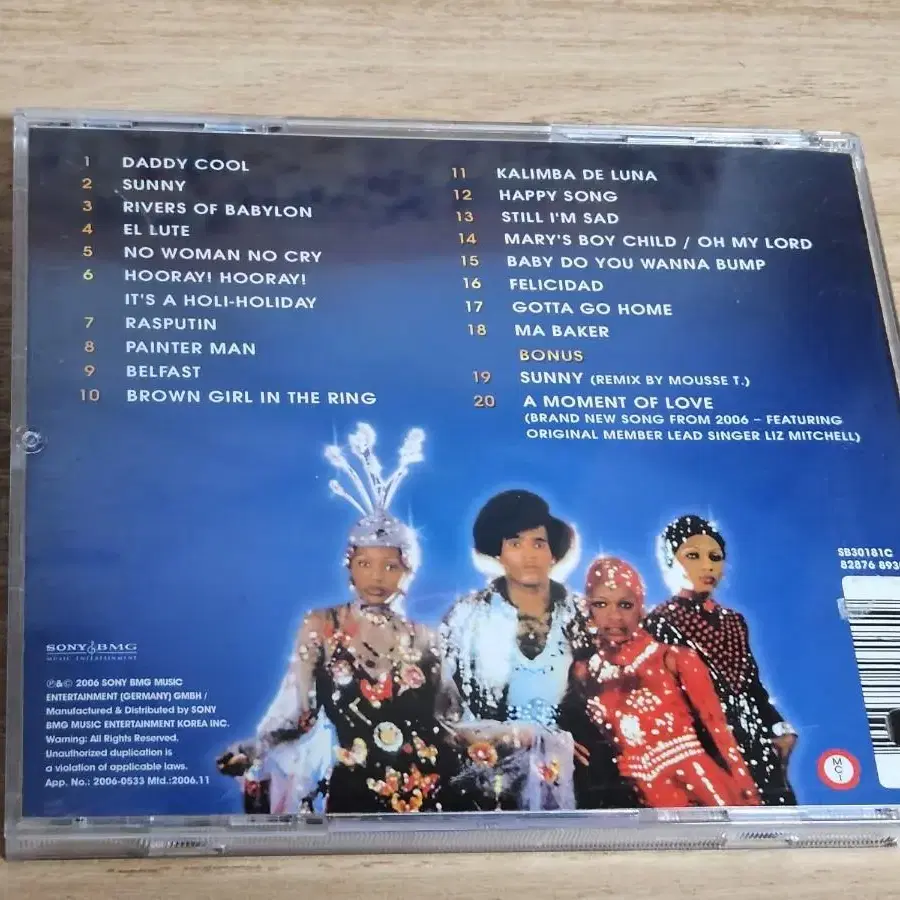 1 DADDY COOL
2 SUNNY
3 RIVERS OF BABYLON
4 EL LUTE
5 NO WOMAN NO CRY
6 HOORAY! HOORAY!
IT'S A HOLI-HOLIDAY
7 RASPUTIN
8 PAINTER MAN
9 BELFAST
10 BROWN GIRL IN THE RING
11 KALIMBA DE LUNA
12 HAPPY SONG
13 STILL I'M SAD
14 MARY'S BOY CHILD / OH MY LORD
15 BABY DO YOU WANNA BUMP
16 FELICIDAD
17 GOTTA GO HOME
18 MA BAKER
BONUS
19 SUNNY (REMIX BY MOUSSE T.)
20 A MOMENT OF LOVE
(BRAND NEW SONG FROM 2006 – FEATURING
ORIGINAL MEMBER LEAD SINGER LIZ MITCHELL)
SB30181C
82876 893
SONY BMG
MUSIC ENTERTAINMENT
℗&© 2006 SONY BMG MUSIC
ENTERTAINMENT (GERMANY) GMBH /
Manufactured & Distributed by SONY
BMG MUSIC ENTERTAINMENT KOREA INC.
Warning: All Rights Reserved.
Unauthorized duplication is
a violation of applicable laws.
App. No.: 2006-0533 Mfd.:2006.11
MCI